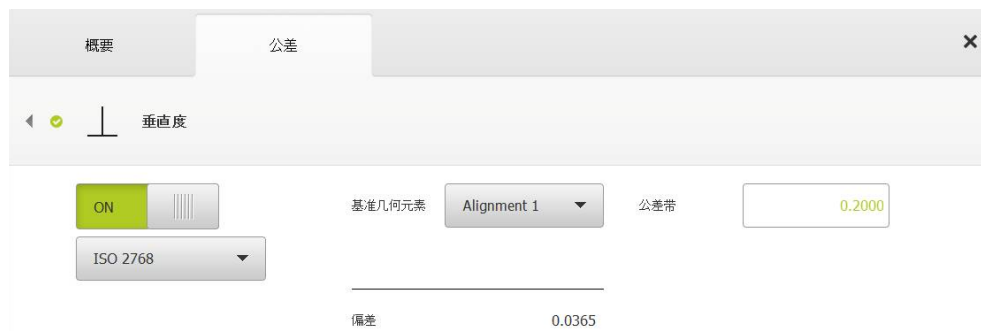 概要 公差
垂直度
ON 基准几何元素 Alignment 1 公差带 0.2000
ISO 2768
偏差 0.0365